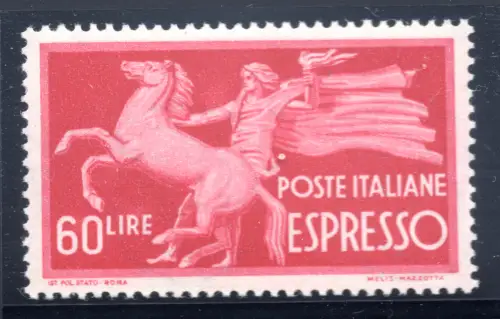 POSTE ITALIANE
60 LIRE
ESPRESSO
IST. POL. STATO - ROMA
MELIS - MAZZOTTA